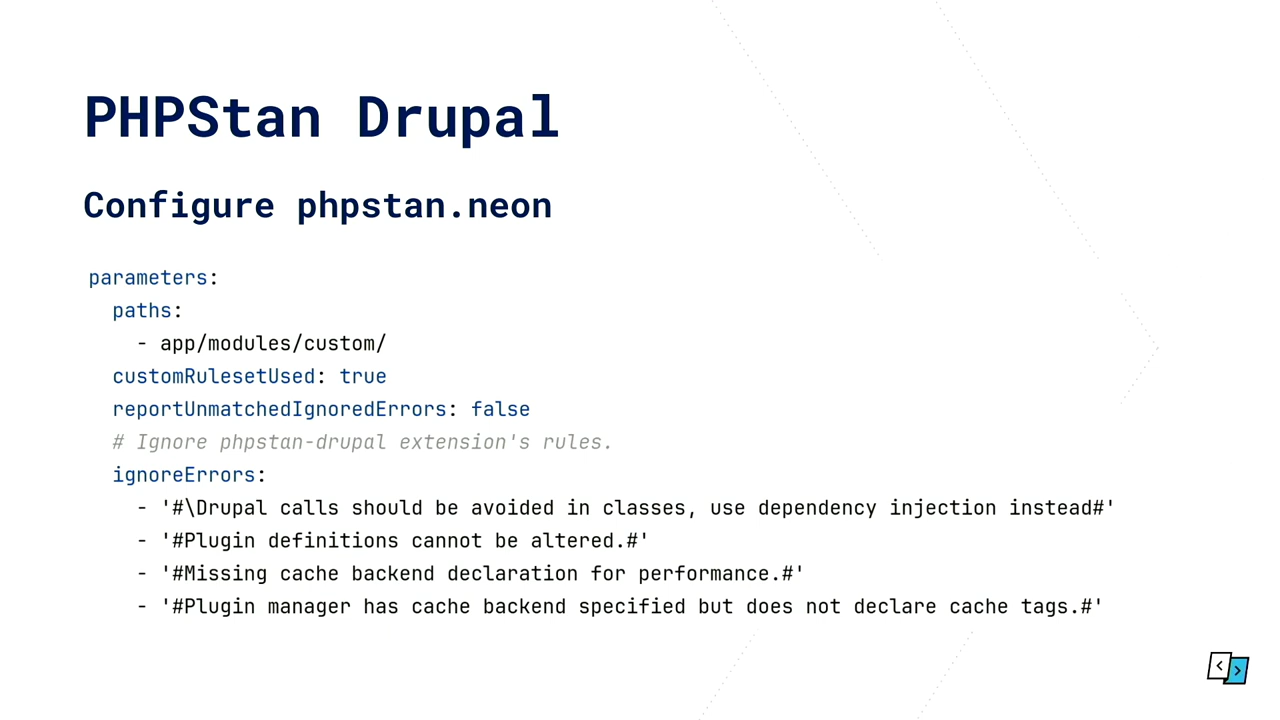 PHPStan Drupal
Configure phpstan.neon
parameters:
  paths:
    - app/modules/custom/
  customRulesetUsed: true
  reportUnmatchedIgnoredErrors: false
  # Ignore phpstan-drupal extension's rules.
  ignoreErrors:
    - '#\Drupal calls should be avoided in classes, use dependency injection instead#'
    - '#Plugin definitions cannot be altered.#'
    - '#Missing cache backend declaration for performance.#'
    - '#Plugin manager has cache backend specified but does not declare cache tags.#'